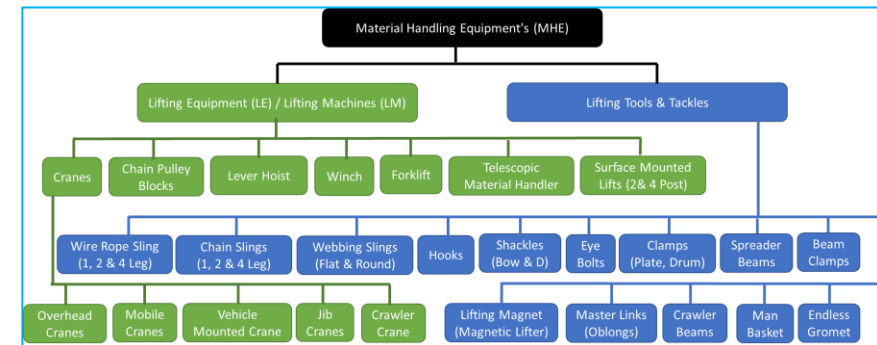 Material Handling Equipment's (MHE)
Lifting Equipment (LE) / Lifting Machines (LM)
Lifting Tools & Tackles
Cranes
Chain Pulley
Blocks
Lever Hoist
Winch
Forklift
Telescopic
Material Handler
Surface Mounted
Lifts (2& 4 Post)
Wire Rope Sling
(1, 2 & 4 Leg)
Chain Slings
(1, 2 & 4 Leg)
Webbing Slings
(Flat & Round)
Hooks
Shackles
(Bow & D)
Eye
Bolts
Clamps
(Plate, Drum)
Spreader
Beams
Beam
Clamps
Overhead
Cranes
Mobile
Cranes
Vehicle
Mounted Crane
Jib
Cranes
Crawler
Crane
Lifting Magnet
(Magnetic Lifter)
Master Links
(Oblongs)
Crawler
Beams
Man
Basket
Endless
Gromet